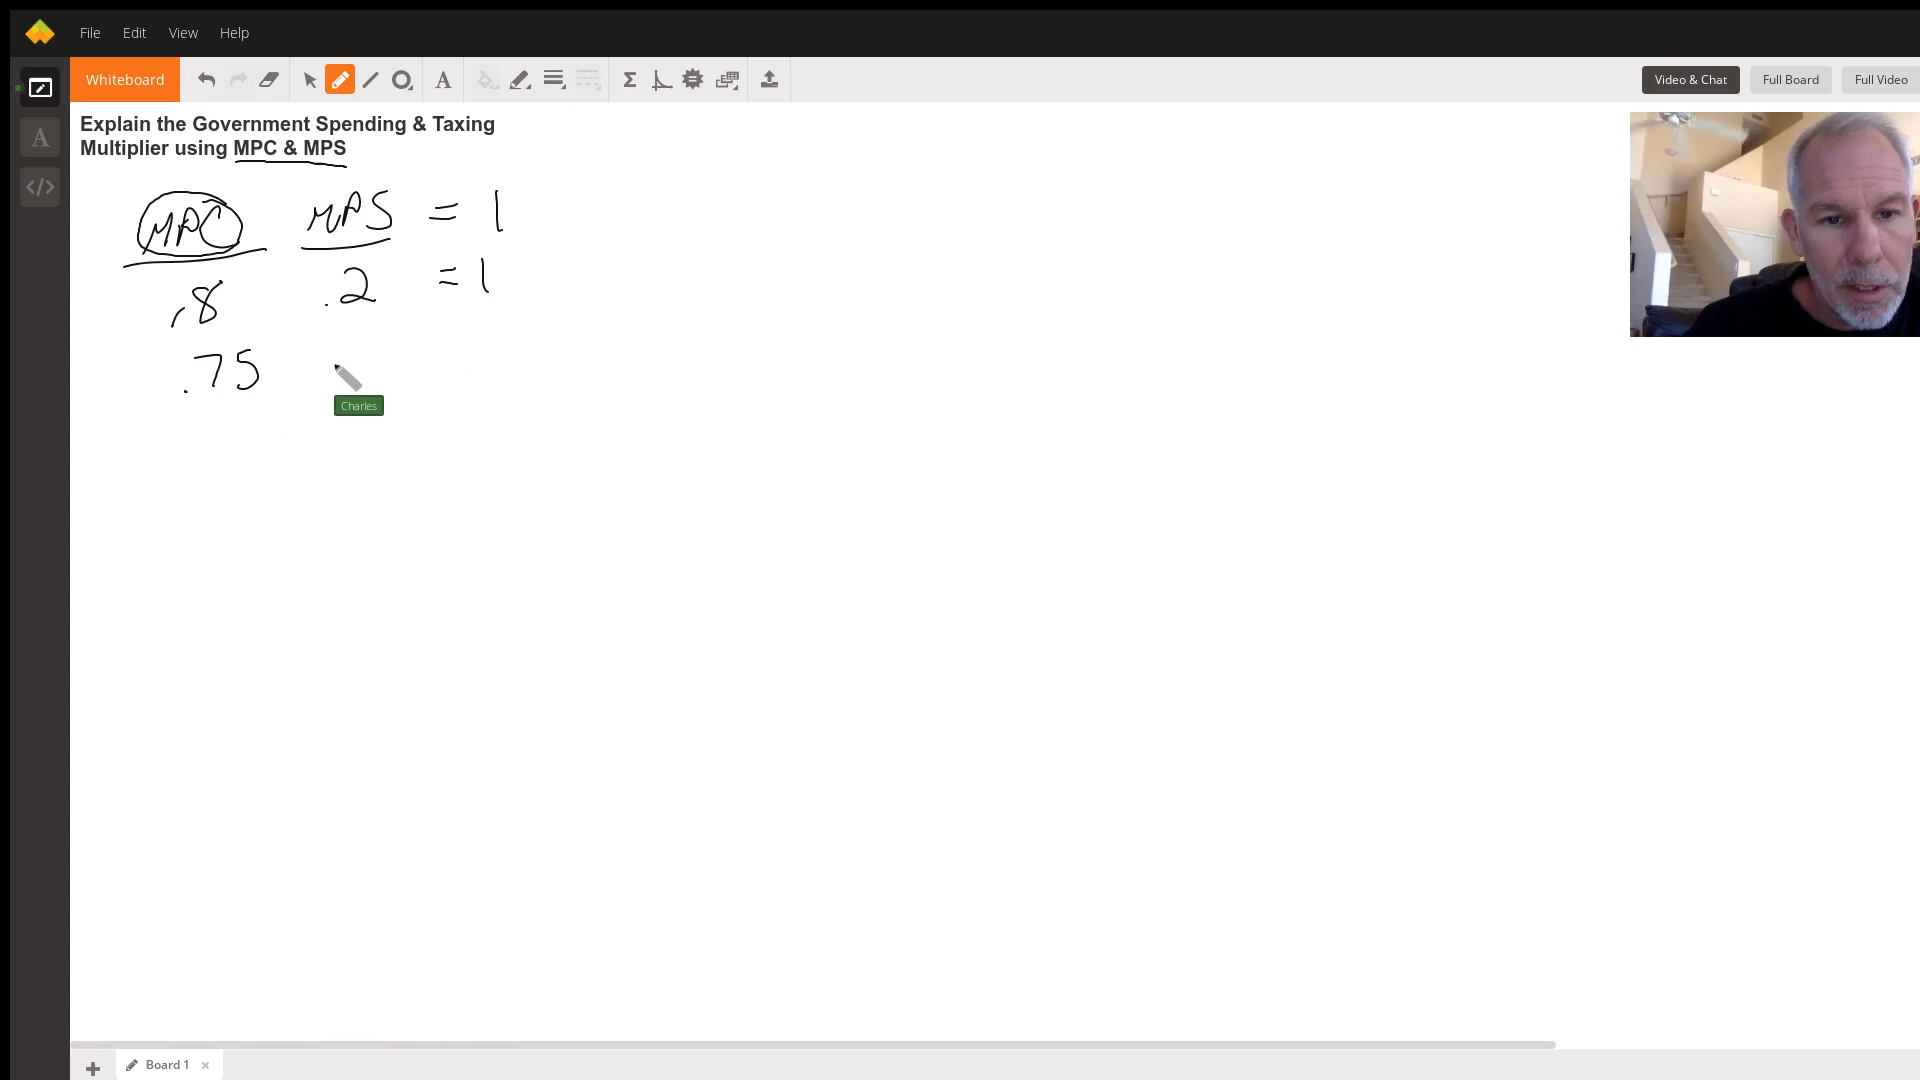 File Edit View Help
Whiteboard A Σ Video & Chat Full Board Full Video
A
</>
Explain the Government Spending & Taxing
Multiplier using MPC & MPS
MPC MPS = 1
.8 .2 = 1
.75
Charles
+ Board 1 ×